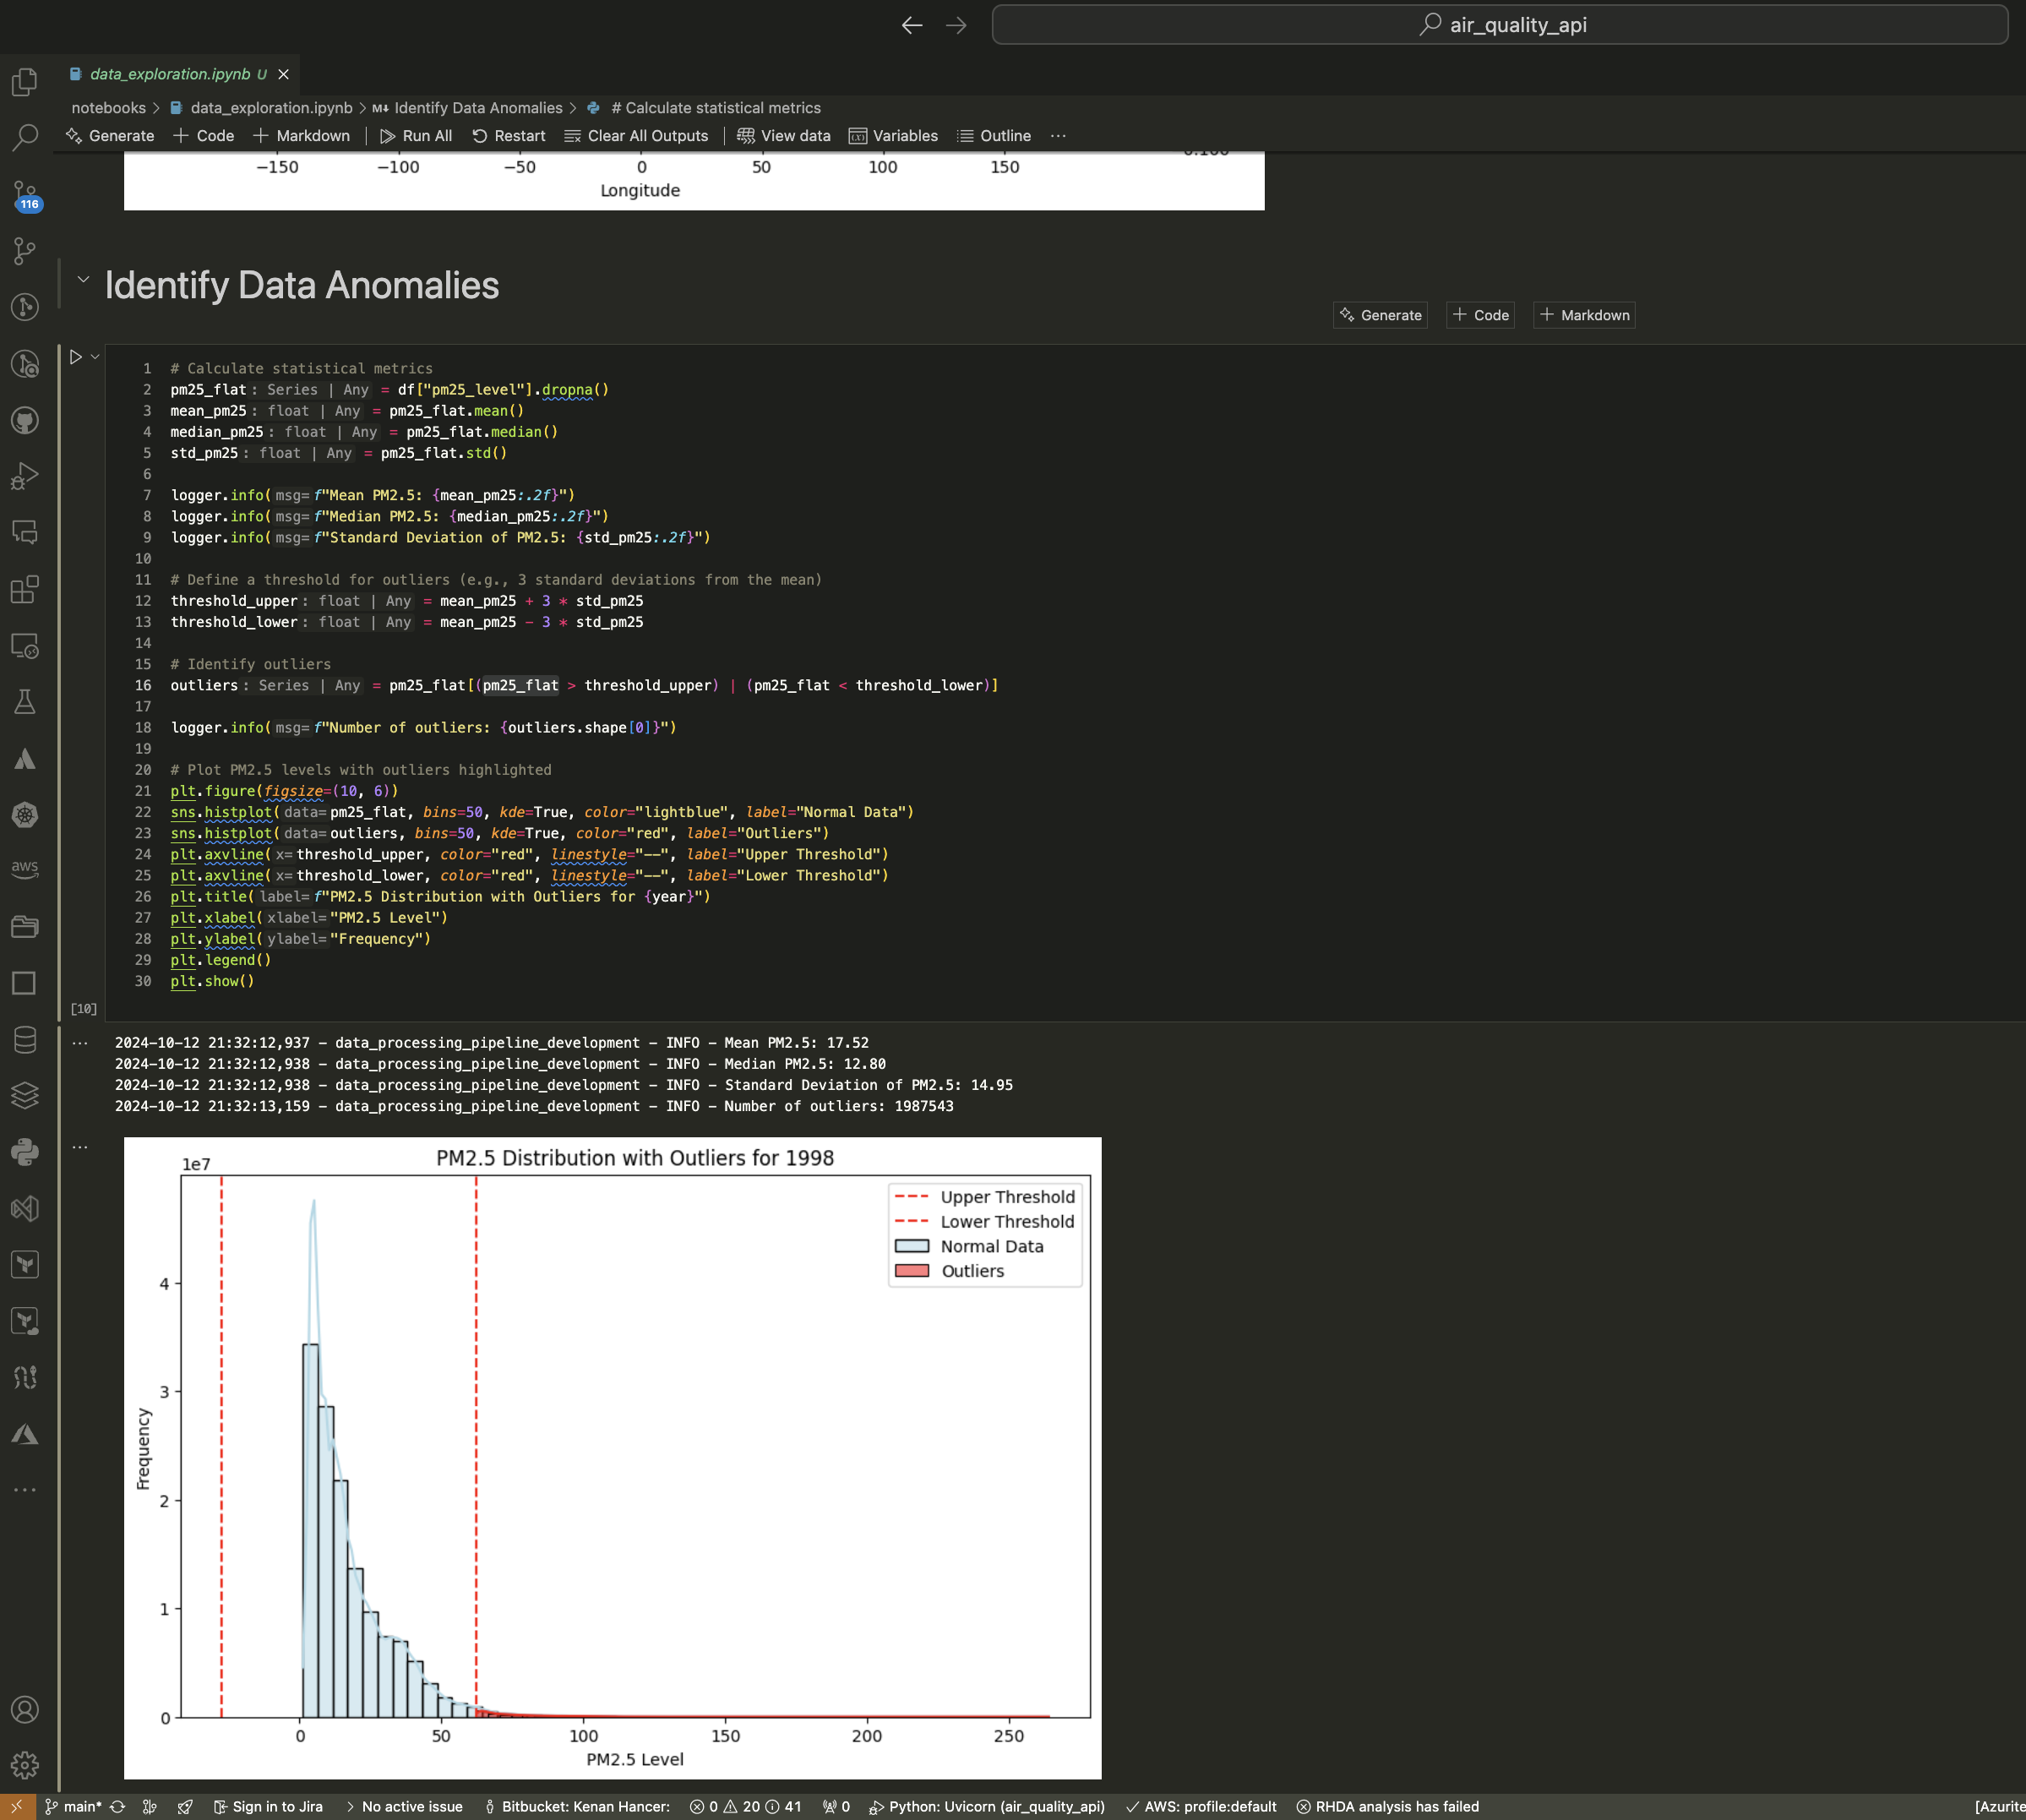 air_quality_api
data_exploration.ipynb U
notebooks > data_exploration.ipynb > M↓ Identify Data Anomalies > # Calculate statistical metrics
Generate + Code + Markdown | Run All Restart Clear All Outputs | View data Variables Outline ...
116
−150 −100 −50 0 50 100 150
Longitude
Identify Data Anomalies
Generate + Code + Markdown
1 # Calculate statistical metrics
2 pm25_flat: Series | Any = df["pm25_level"].dropna()
3 mean_pm25: float | Any = pm25_flat.mean()
4 median_pm25: float | Any = pm25_flat.median()
5 std_pm25: float | Any = pm25_flat.std()
6
7 logger.info(msg=f"Mean PM2.5: {mean_pm25:.2f}")
8 logger.info(msg=f"Median PM2.5: {median_pm25:.2f}")
9 logger.info(msg=f"Standard Deviation of PM2.5: {std_pm25:.2f}")
10
11 # Define a threshold for outliers (e.g., 3 standard deviations from the mean)
12 threshold_upper: float | Any = mean_pm25 + 3 * std_pm25
13 threshold_lower: float | Any = mean_pm25 - 3 * std_pm25
14
15 # Identify outliers
16 outliers: Series | Any = pm25_flat[(pm25_flat > threshold_upper) | (pm25_flat < threshold_lower)]
17
18 logger.info(msg=f"Number of outliers: {outliers.shape[0]}")
19
20 # Plot PM2.5 levels with outliers highlighted
21 plt.figure(figsize=(10, 6))
22 sns.histplot(data=pm25_flat, bins=50, kde=True, color="lightblue", label="Normal Data")
23 sns.histplot(data=outliers, bins=50, kde=True, color="red", label="Outliers")
24 plt.axvline(x=threshold_upper, color="red", linestyle="--", label="Upper Threshold")
25 plt.axvline(x=threshold_lower, color="red", linestyle="--", label="Lower Threshold")
26 plt.title(label=f"PM2.5 Distribution with Outliers for {year}")
27 plt.xlabel(xlabel="PM2.5 Level")
28 plt.ylabel(ylabel="Frequency")
29 plt.legend()
30 plt.show()
[10]
aws
2024-10-12 21:32:12,937 - data_processing_pipeline_development - INFO - Mean PM2.5: 17.52
2024-10-12 21:32:12,938 - data_processing_pipeline_development - INFO - Median PM2.5: 12.80
2024-10-12 21:32:12,938 - data_processing_pipeline_development - INFO - Standard Deviation of PM2.5: 14.95
2024-10-12 21:32:13,159 - data_processing_pipeline_development - INFO - Number of outliers: 1987543
PM2.5 Distribution with Outliers for 1998
1e7
Upper Threshold
Lower Threshold
Normal Data
Outliers
4
3
Frequency
2
1
0
0 50 100 150 200 250
PM2.5 Level
main* Sign in to Jira > No active issue Bitbucket: Kenan Hancer: 0 20 41 0 Python: Uvicorn (air_quality_api) AWS: profile:default RHDA analysis has failed [Azurite